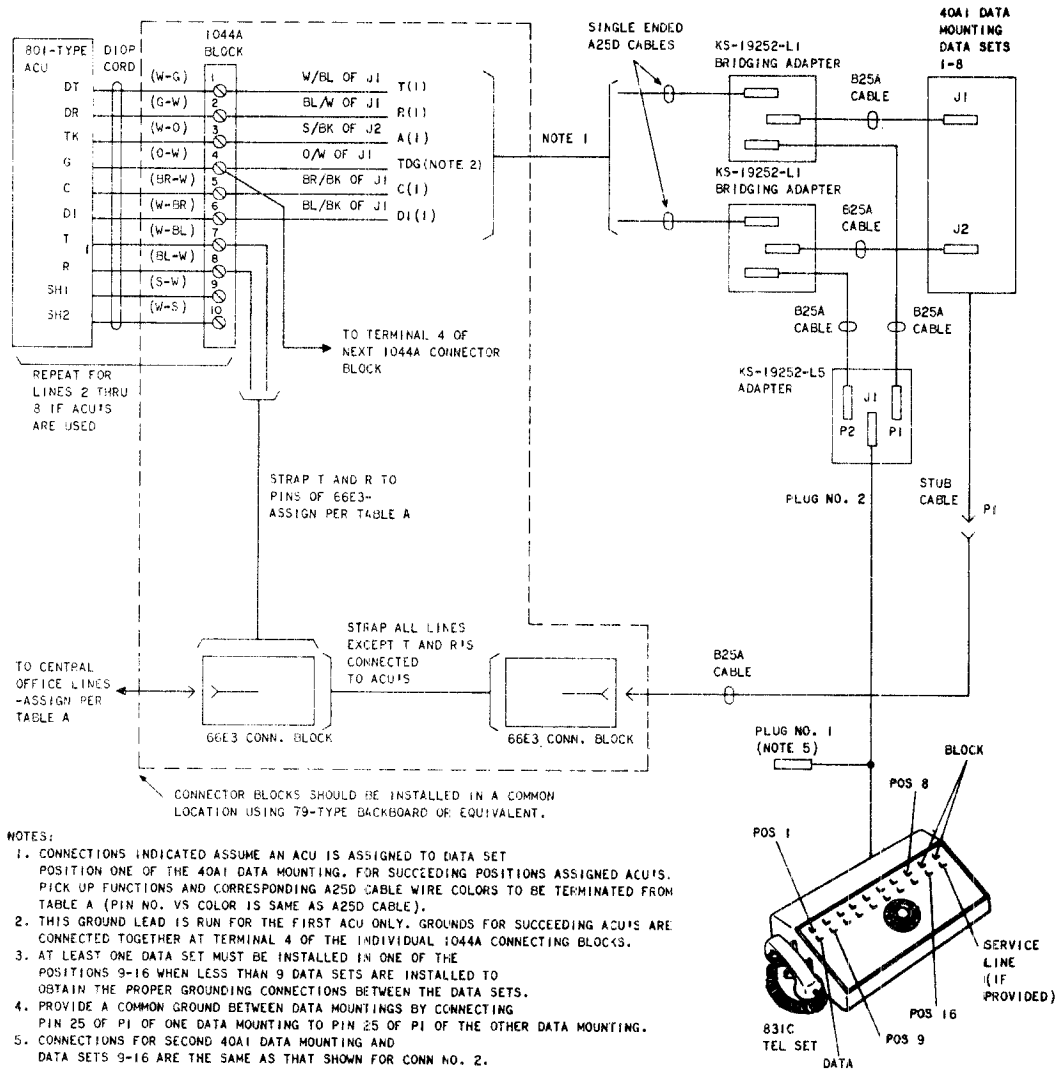 801-TYPE
ACU
D1OP
CORD
1044A
BLOCK
DT (W-G) 1 W/BL OF J1 T(1)
DR (G-W) 2 BL/W OF J1 R(1)
TK (W-O) 3 S/BK OF J2 A(1)
G (O-W) 4 O/W OF J1 TDG(NOTE 2)
C (BR-W) 5 BR/BK OF J1 C(1)
D1 (W-BR) 6 BL/BK OF J1 D1(1)
T (W-BL) 7
R (BL-W) 8
SH1 (S-W) 9
SH2 (W-S) 10
REPEAT FOR
LINES 2 THRU
8 IF ACU'S
ARE USED
TO TERMINAL 4 OF
NEXT 1044A CONNECTOR
BLOCK
NOTE 1
SINGLE ENDED
A25D CABLES
KS-19252-L1
BRIDGING ADAPTER
B25A
CABLE
40A1 DATA
MOUNTING
DATA SETS
1-8
J1
KS-19252-L1
BRIDGING ADAPTER
B25A
CABLE
J2
B25A
CABLE
B25A
CABLE
KS-19252-L5
ADAPTER
J1
P2
P1
PLUG NO. 2
STUB
CABLE
P1
STRAP T AND R TO
PINS OF 66E3-
ASSIGN PER TABLE A
STRAP ALL LINES
EXCEPT T AND R'S
CONNECTED
TO ACU'S
TO CENTRAL
OFFICE LINES
-ASSIGN PER
TABLE A
66E3 CONN. BLOCK
66E3 CONN. BLOCK
B25A
CABLE
PLUG NO. 1
(NOTE 5)
BLOCK
POS 8
POS 1
SERVICE
LINE
(IF
PROVIDED)
POS 16
POS 9
831C
TEL SET
DATA
CONNECTOR BLOCKS SHOULD BE INSTALLED IN A COMMON
LOCATION USING 79-TYPE BACKBOARD OR EQUIVALENT.
NOTES:
1. CONNECTIONS INDICATED ASSUME AN ACU IS ASSIGNED TO DATA SET
POSITION ONE OF THE 40A1 DATA MOUNTING. FOR SUCCEEDING POSITIONS ASSIGNED ACU'S.
PICK UP FUNCTIONS AND CORRESPONDING A25D CABLE WIRE COLORS TO BE TERMINATED FROM
TABLE A (PIN NO. VS COLOR IS SAME AS A25D CABLE).
2. THIS GROUND LEAD IS RUN FOR THE FIRST ACU ONLY. GROUNDS FOR SUCCEEDING ACU'S ARE
CONNECTED TOGETHER AT TERMINAL 4 OF THE INDIVIDUAL 1044A CONNECTING BLOCKS.
3. AT LEAST ONE DATA SET MUST BE INSTALLED IN ONE OF THE
POSITIONS 9-16 WHEN LESS THAN 9 DATA SETS ARE INSTALLED TO
OBTAIN THE PROPER GROUNDING CONNECTIONS BETWEEN THE DATA SETS.
4. PROVIDE A COMMON GROUND BETWEEN DATA MOUNTINGS BY CONNECTING
PIN 25 OF P1 OF ONE DATA MOUNTING TO PIN 25 OF P1 OF THE OTHER DATA MOUNTING.
5. CONNECTIONS FOR SECOND 40A1 DATA MOUNTING AND
DATA SETS 9-16 ARE THE SAME AS THAT SHOWN FOR CONN NO. 2.